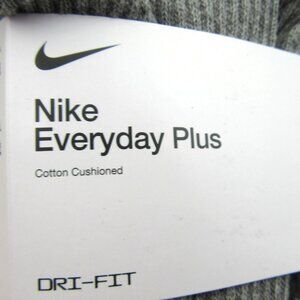 Nike
Everyday Plus
Cotton Cushioned
DRI-FIT